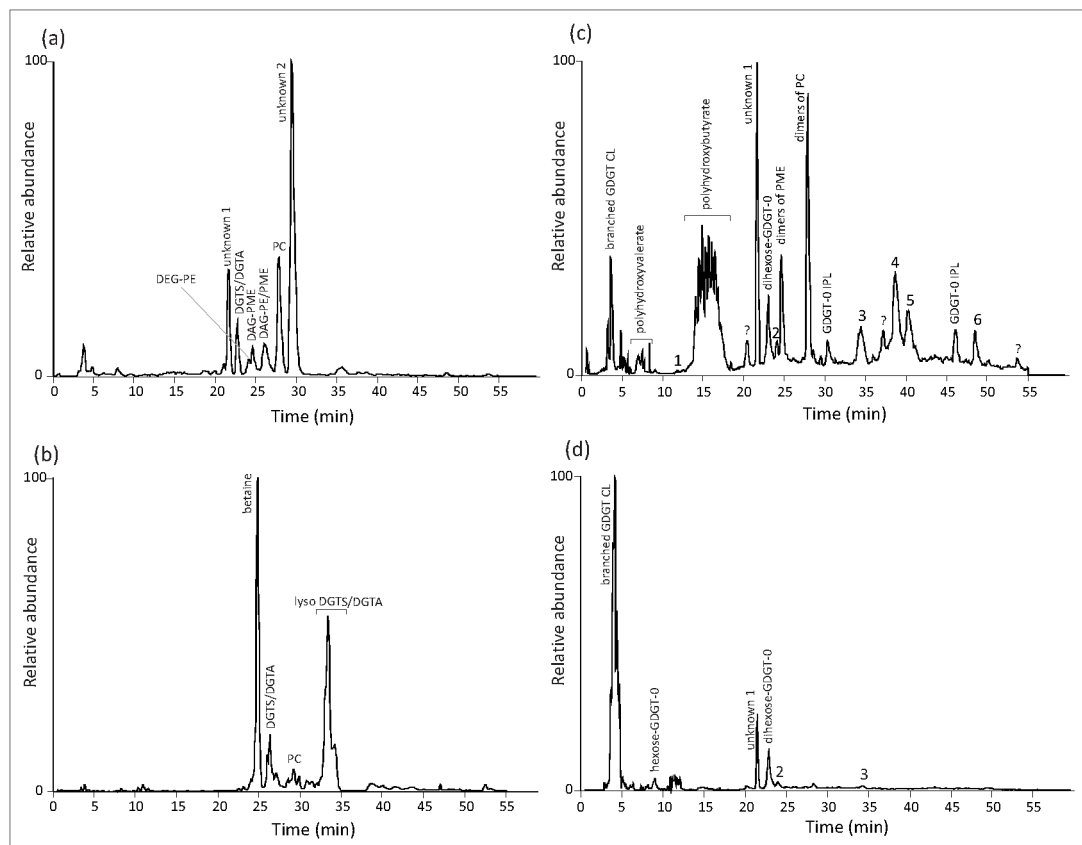 (a)
100
Relative abundance
0
DEG-PE
unknown 1
DGTS/DGTA
DAG-PME
DAG-PE/PME
PC
unknown 2
0 5 10 15 20 25 30 35 40 45 50 55
Time (min)
(b)
100
Relative abundance
0
betaine
DGTS/DGTA
PC
lyso DGTS/DGTA
0 5 10 15 20 25 30 35 40 45 50 55
Time (min)
(c)
100
Relative abundance
0
branched GDGT CL
polyhydroxyvalerate
1
polyhydroxybutyrate
?
unknown 1
dihexose-GDGT-0
2
dimers of PME
dimers of PC
GDGT-0 IPL
3
?
4
5
GDGT-0 IPL
6
?
0 5 10 15 20 25 30 35 40 45 50 55
Time (min)
(d)
100
Relative abundance
0
branched GDGT CL
hexose-GDGT-0
unknown 1
dihexose-GDGT-0
2
3
0 5 10 15 20 25 30 35 40 45 50 55
Time (min)